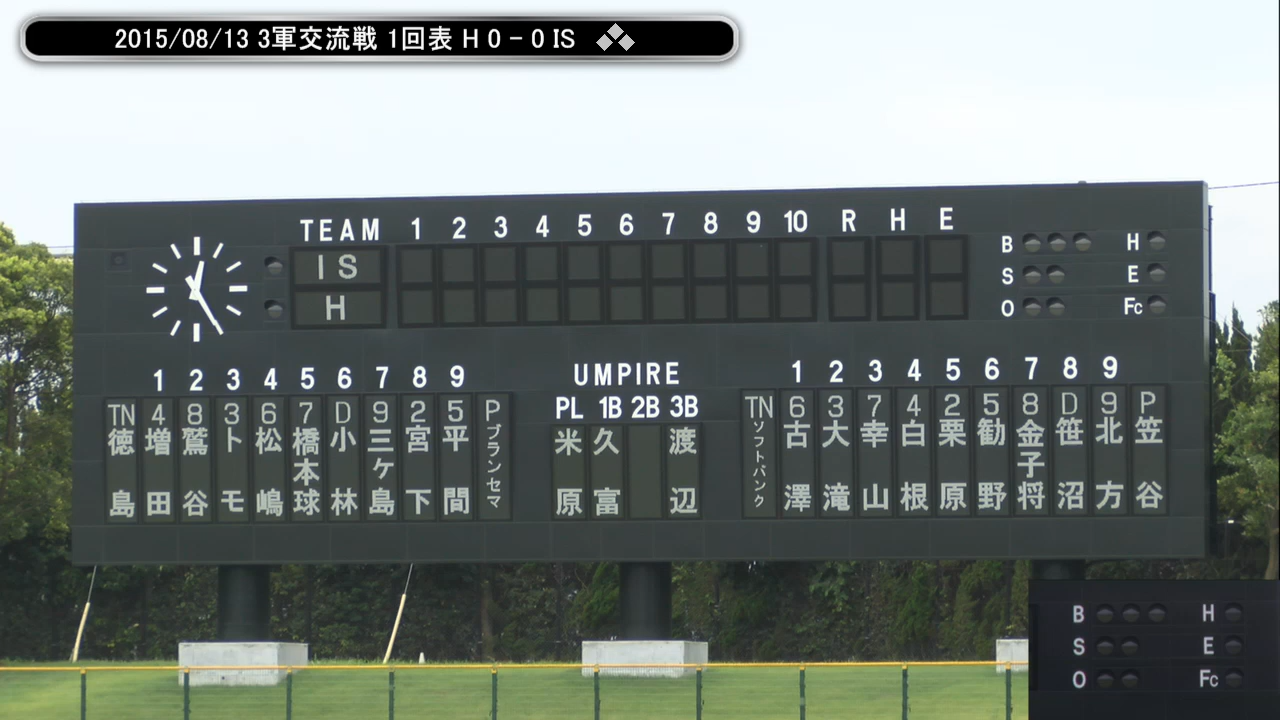 2015/08/13 3軍交流戦 1回表 H 0 - 0 IS
TEAM 1 2 3 4 5 6 7 8 9 10 R H E
IS
H
B H
S E
O Fc
1 2 3 4 5 6 7 8 9
TN 4 8 3 6 7 D 9 2 5 P
徳島
増田
鷲谷
トモ
松嶋
橋本球
小林
三ヶ島
宮下
平間
ブランセマ
UMPIRE
PL 1B 2B 3B
米原
久富
渡辺
1 2 3 4 5 6 7 8 9
TN 6 3 7 4 2 5 8 D 9 P
ソフトバンク
古澤
大滝
幸山
白根
栗原
勧野
金子将
笹沼
北方
笠谷
B H
S E
O Fc